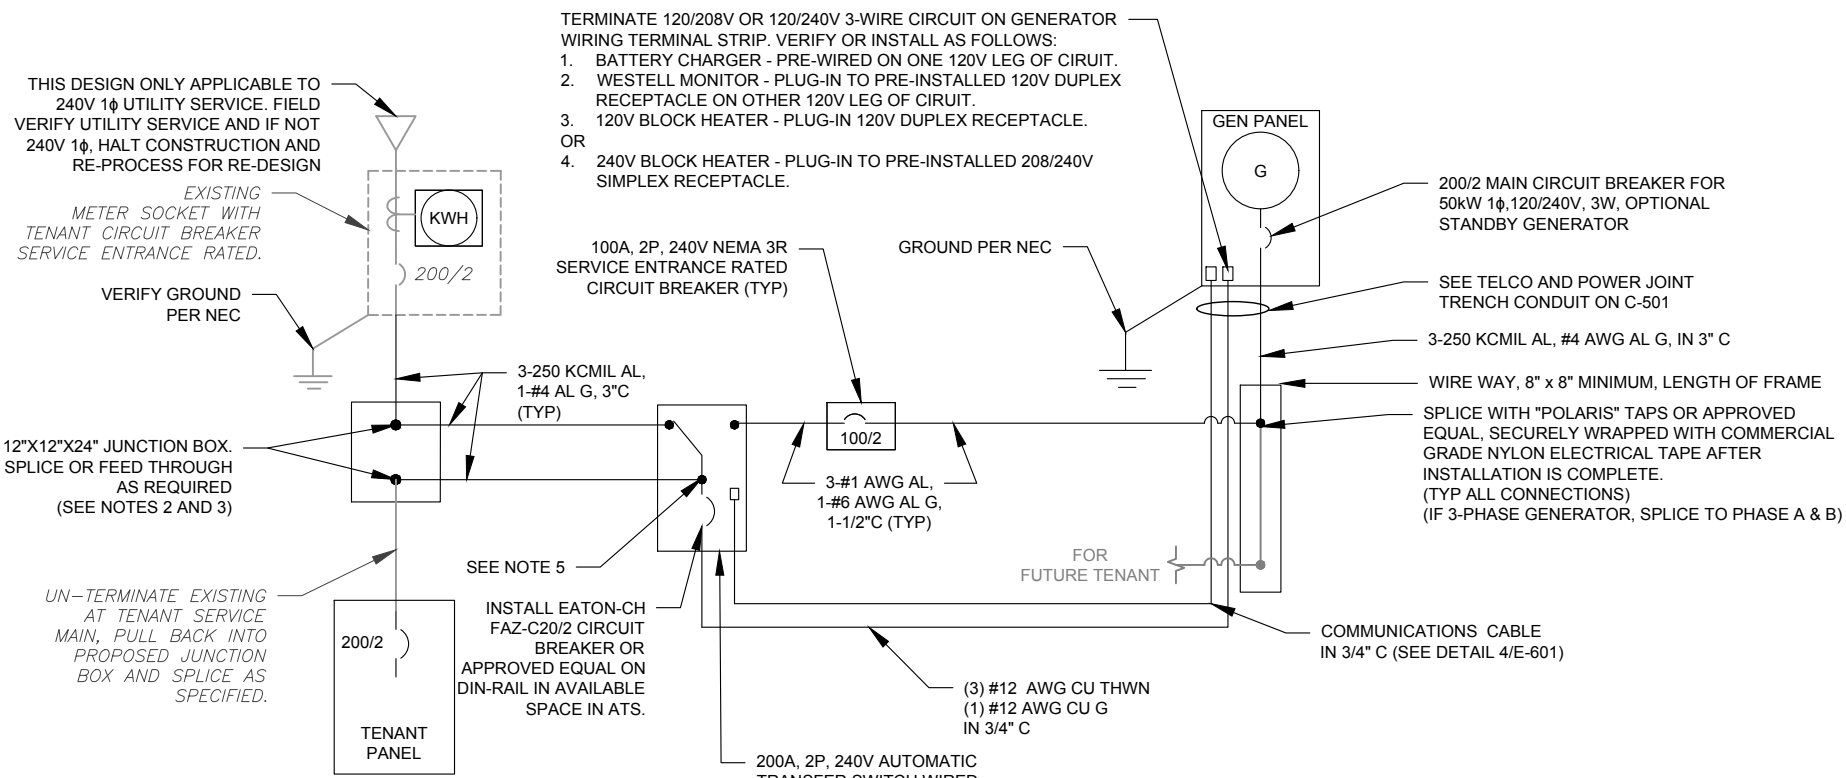 TERMINATE 120/208V OR 120/240V 3-WIRE CIRCUIT ON GENERATOR
WIRING TERMINAL STRIP. VERIFY OR INSTALL AS FOLLOWS:
1. BATTERY CHARGER - PRE-WIRED ON ONE 120V LEG OF CIRUIT.
2. WESTELL MONITOR - PLUG-IN TO PRE-INSTALLED 120V DUPLEX
RECEPTACLE ON OTHER 120V LEG OF CIRUIT.
3. 120V BLOCK HEATER - PLUG-IN 120V DUPLEX RECEPTACLE.
OR
4. 240V BLOCK HEATER - PLUG-IN TO PRE-INSTALLED 208/240V
SIMPLEX RECEPTACLE.
THIS DESIGN ONLY APPLICABLE TO
240V 1ϕ UTILITY SERVICE. FIELD
VERIFY UTILITY SERVICE AND IF NOT
240V 1ϕ, HALT CONSTRUCTION AND
RE-PROCESS FOR RE-DESIGN
EXISTING
METER SOCKET WITH
TENANT CIRCUIT BREAKER
SERVICE ENTRANCE RATED.
KWH
200/2
VERIFY GROUND
PER NEC
100A, 2P, 240V NEMA 3R
SERVICE ENTRANCE RATED
CIRCUIT BREAKER (TYP)
GROUND PER NEC
GEN PANEL
G
200/2 MAIN CIRCUIT BREAKER FOR
50kW 1ϕ,120/240V, 3W, OPTIONAL
STANDBY GENERATOR
SEE TELCO AND POWER JOINT
TRENCH CONDUIT ON C-501
3-250 KCMIL AL, #4 AWG AL G, IN 3" C
WIRE WAY, 8" x 8" MINIMUM, LENGTH OF FRAME
SPLICE WITH "POLARIS" TAPS OR APPROVED
EQUAL, SECURELY WRAPPED WITH COMMERCIAL
GRADE NYLON ELECTRICAL TAPE AFTER
INSTALLATION IS COMPLETE.
(TYP ALL CONNECTIONS)
(IF 3-PHASE GENERATOR, SPLICE TO PHASE A & B)
3-250 KCMIL AL,
1-#4 AL G, 3"C
(TYP)
100/2
3-#1 AWG AL,
1-#6 AWG AL G,
1-1/2"C (TYP)
12"X12"X24" JUNCTION BOX.
SPLICE OR FEED THROUGH
AS REQUIRED
(SEE NOTES 2 AND 3)
SEE NOTE 5
FOR
FUTURE TENANT
UN-TERMINATE EXISTING
AT TENANT SERVICE
MAIN, PULL BACK INTO
PROPOSED JUNCTION
BOX AND SPLICE AS
SPECIFIED.
200/2
TENANT
PANEL
INSTALL EATON-CH
FAZ-C20/2 CIRCUIT
BREAKER OR
APPROVED EQUAL ON
DIN-RAIL IN AVAILABLE
SPACE IN ATS.
COMMUNICATIONS CABLE
IN 3/4" C (SEE DETAIL 4/E-601)
(3) #12 AWG CU THWN
(1) #12 AWG CU G
IN 3/4" C
200A, 2P, 240V AUTOMATIC
TRANSFER SWITCH WIRED